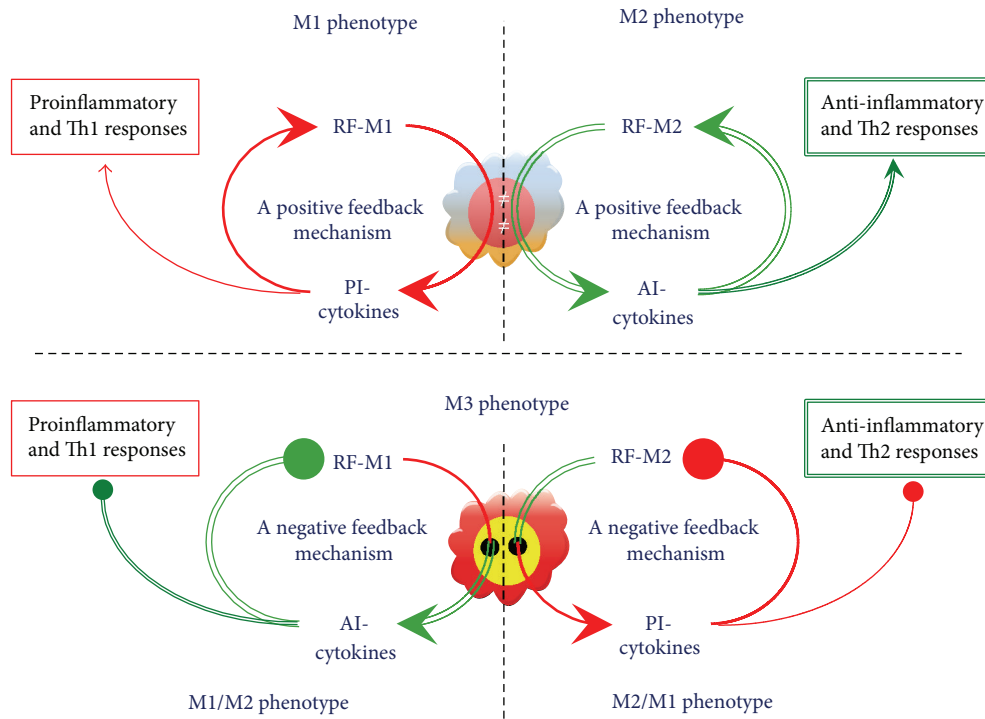 M1 phenotype
M2 phenotype
Proinflammatory
and Th1 responses
RF-M1
RF-M2
Anti-inflammatory
and Th2 responses
A positive feedback
mechanism
A positive feedback
mechanism
≠
≠
PI-
cytokines
AI-
cytokines
M3 phenotype
Proinflammatory
and Th1 responses
RF-M1
RF-M2
Anti-inflammatory
and Th2 responses
A negative feedback
mechanism
A negative feedback
mechanism
AI-
cytokines
PI-
cytokines
M1/M2 phenotype
M2/M1 phenotype